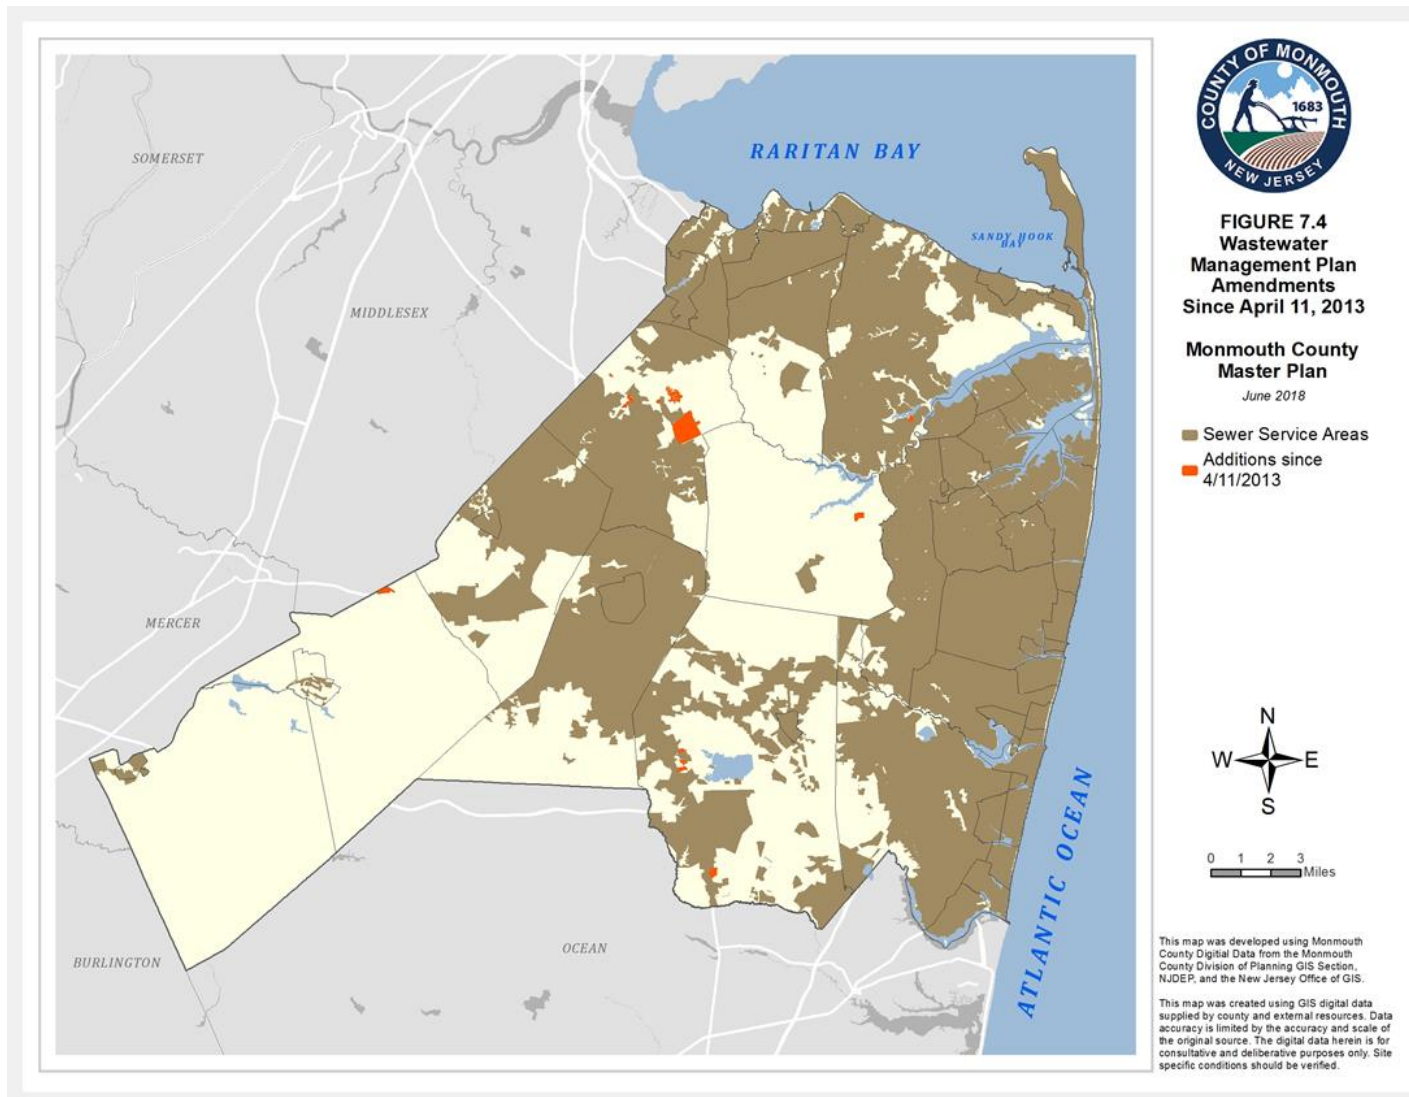 RARITAN BAY
SANDY HOOK
BAY
SOMERSET
MIDDLESEX
MERCER
BURLINGTON
OCEAN
ATLANTIC OCEAN
COUNTY OF MONMOUTH
1683
NEW JERSEY
FIGURE 7.4
Wastewater
Management Plan
Amendments
Since April 11, 2013
Monmouth County
Master Plan
June 2018
Sewer Service Areas
Additions since
4/11/2013
N
W E
S
0 1 2 3
Miles
This map was developed using Monmouth
County Digitial Data from the Monmouth
County Division of Planning GIS Section,
NJDEP, and the New Jersey Office of GIS.
This map was created using GIS digital data
supplied by county and external resources. Data
accuracy is limited by the accuracy and scale of
the original source. The digital data herein is for
consultative and deliberative purposes only. Site
specific conditions should be verified.